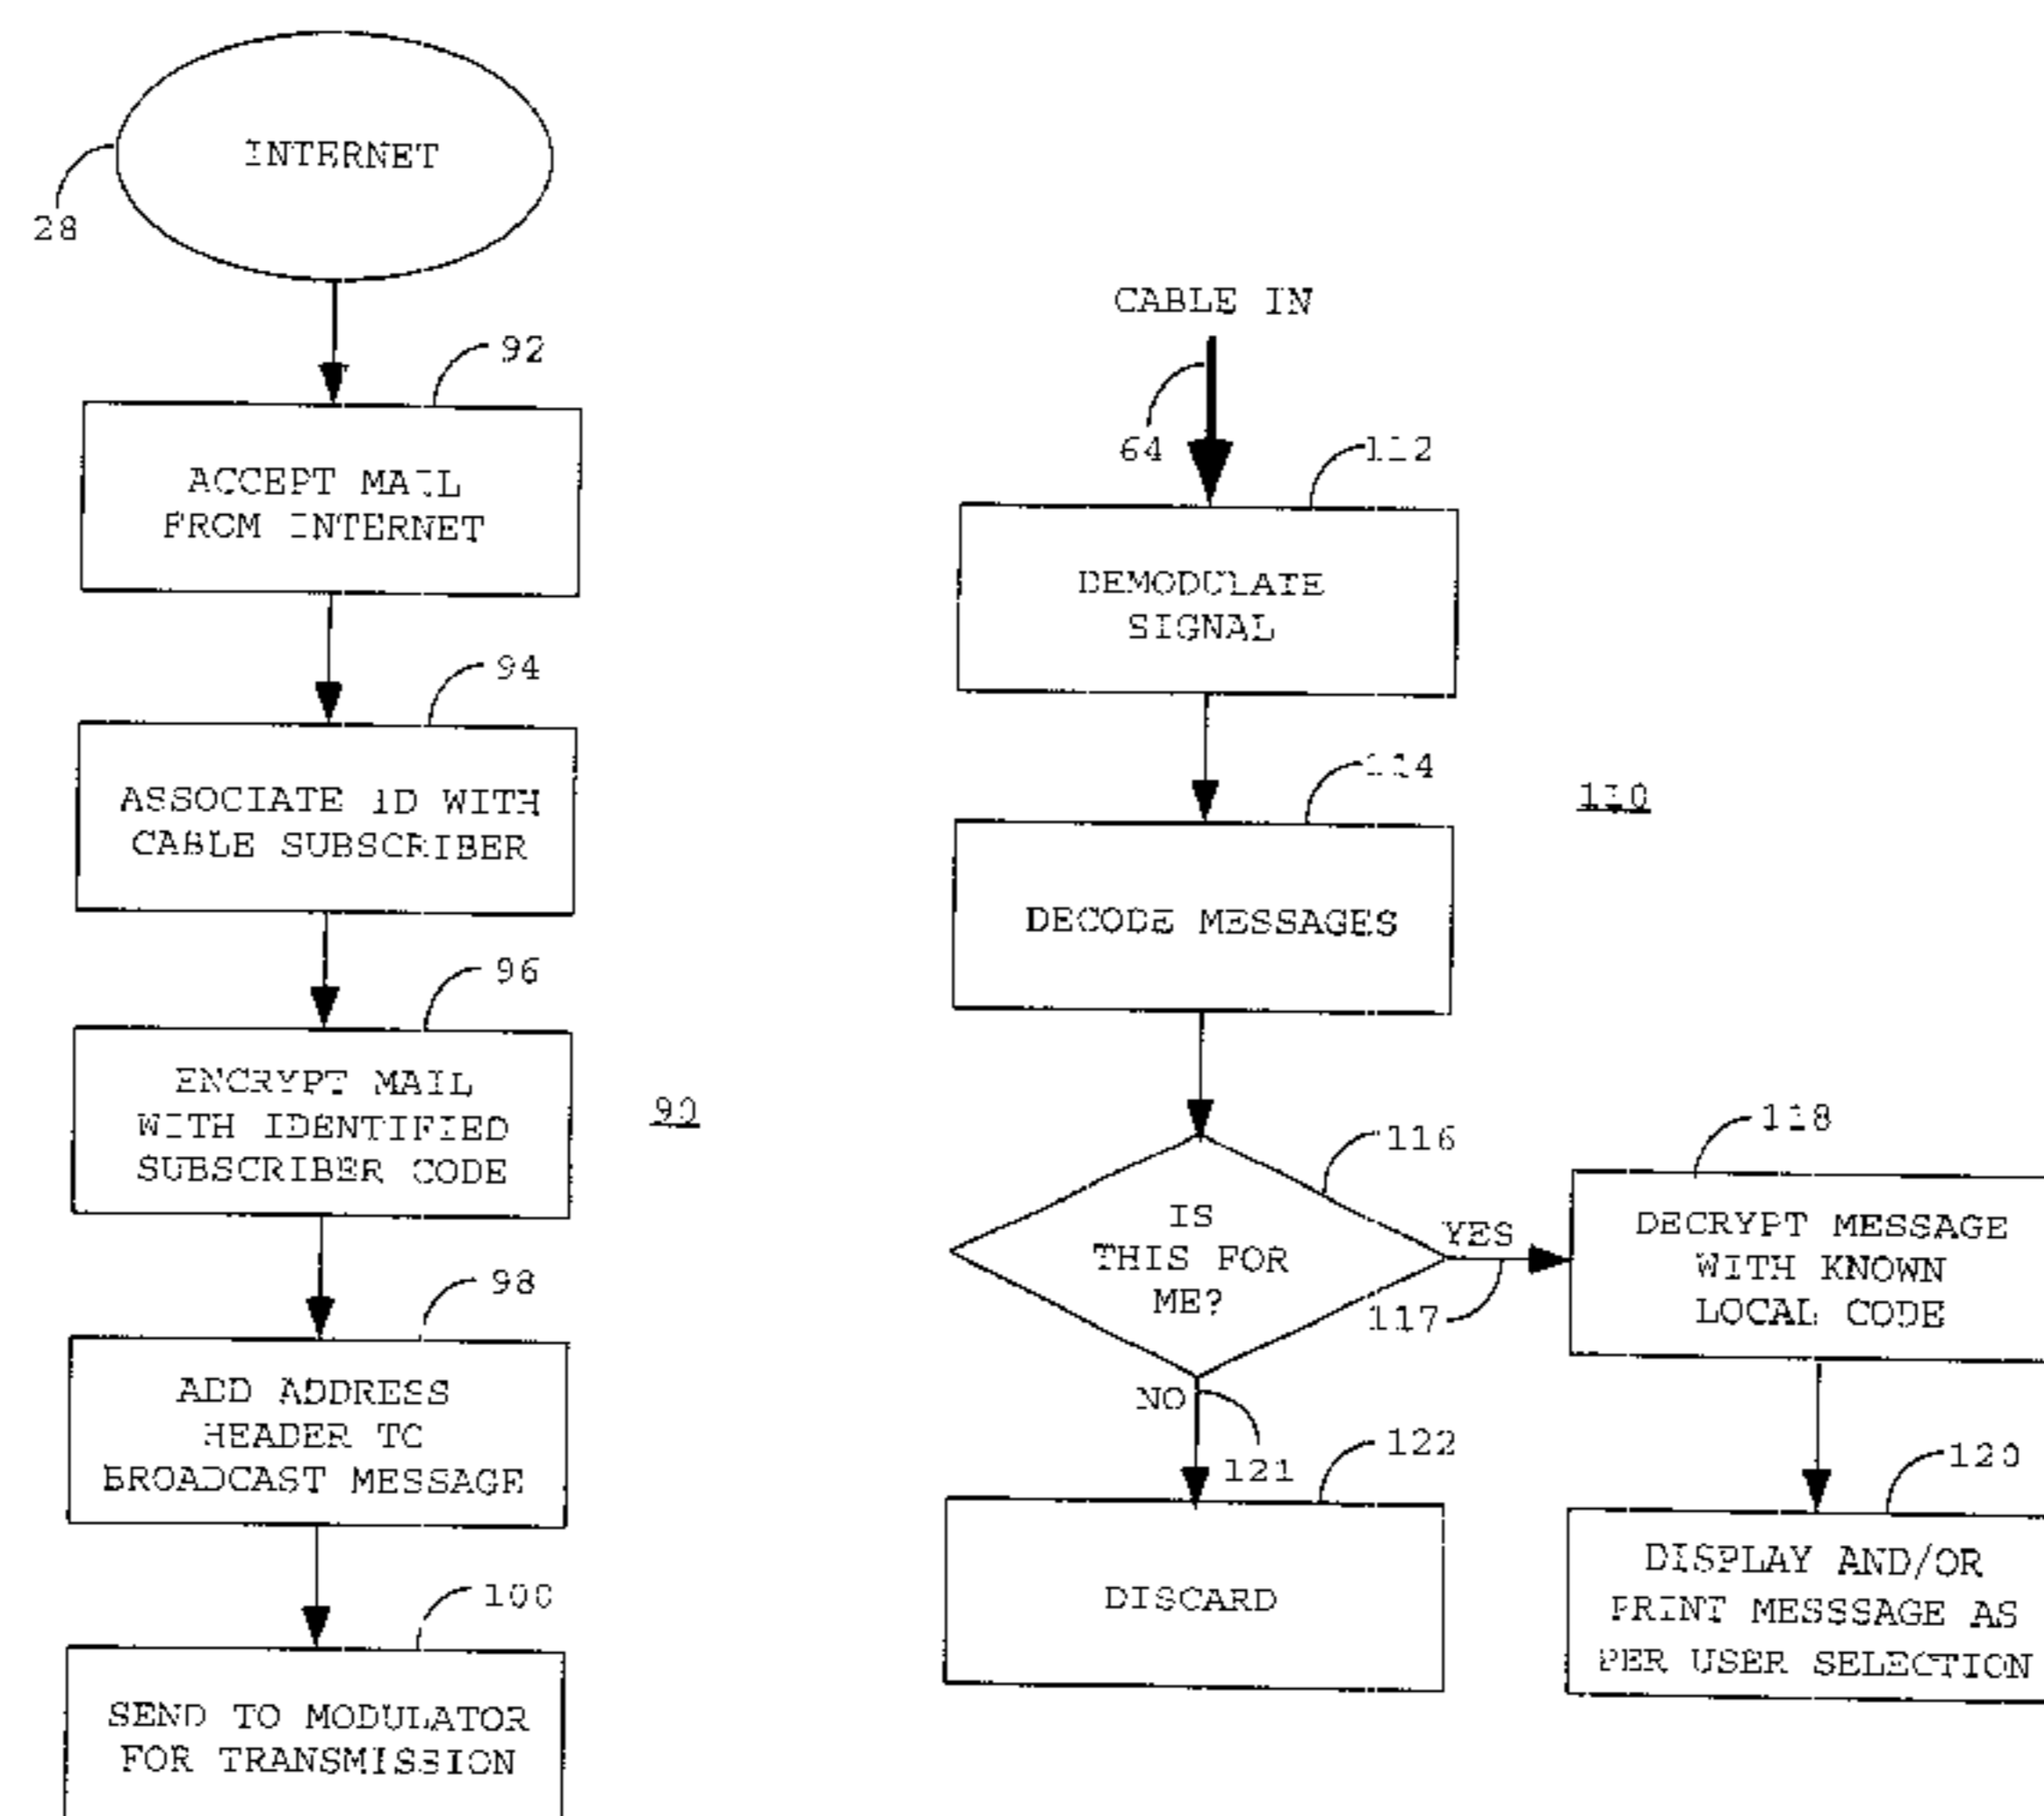 INTERNET
28
92
ACCEPT MAIL
FROM INTERNET
94
ASSOCIATE ID WITH
CABLE SUBSCRIBER
96
ENCRYPT MAIL
WITH IDENTIFIED
SUBSCRIBER CODE
90
98
ADD ADDRESS
HEADER TO
BROADCAST MESSAGE
100
SEND TO MODULATOR
FOR TRANSMISSION
CABLE IN
64
112
DEMODULATE
SIGNAL
114
110
DECODE MESSAGES
116
IS
THIS FOR
ME?
YES
117
118
DECRYPT MESSAGE
WITH KNOWN
LOCAL CODE
NO
121
122
DISCARD
120
DISPLAY AND/OR
PRINT MESSSAGE AS
PER USER SELECTION